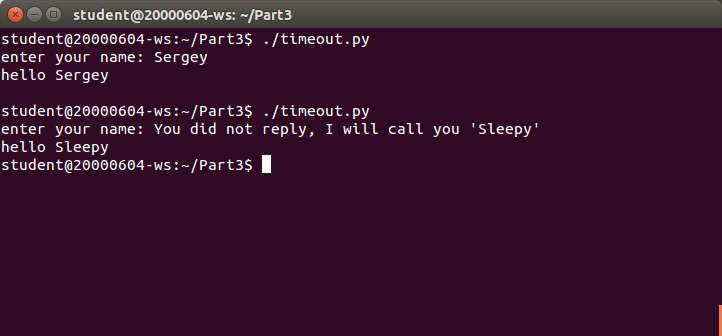 student@20000604-ws: ~/Part3
student@20000604-ws:~/Part3$ ./timeout.py
enter your name: Sergey
hello Sergey
student@20000604-ws:~/Part3$ ./timeout.py
enter your name: You did not reply, I will call you 'Sleepy'
hello Sleepy
student@20000604-ws:~/Part3$